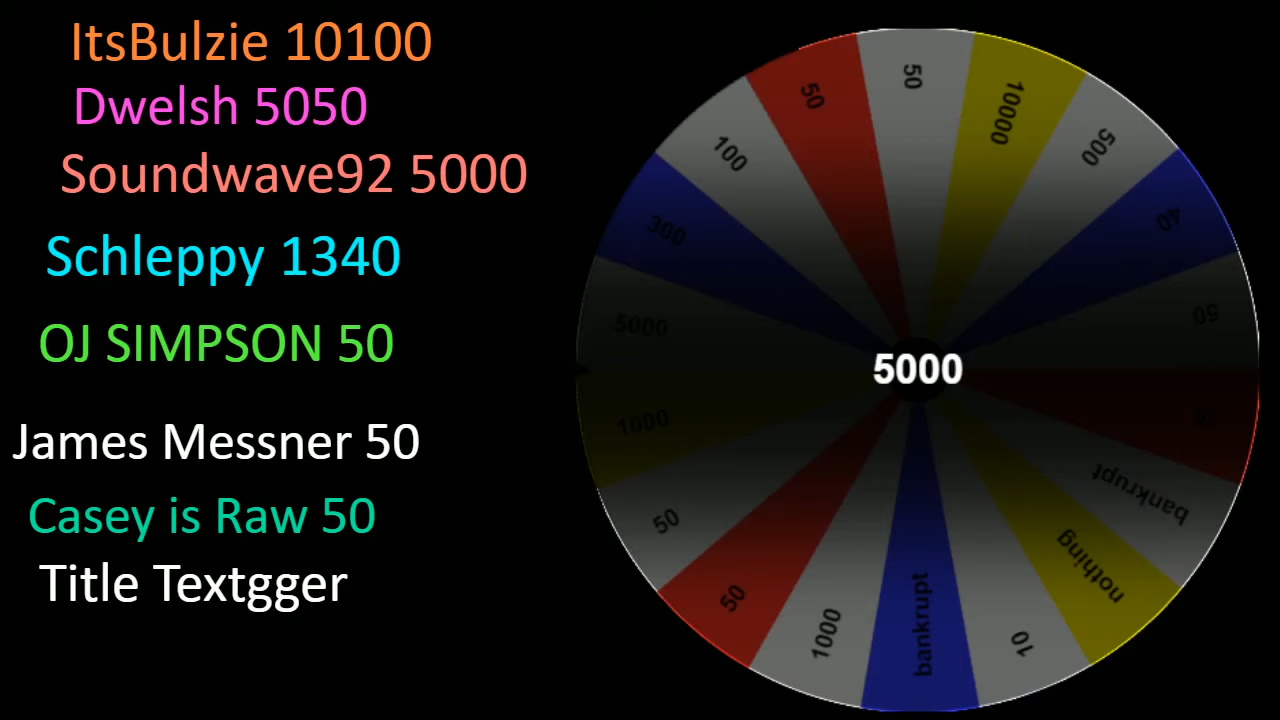 ItsBulzie 10100
Dwelsh 5050
Soundwave92 5000
Schleppy 1340
OJ SIMPSON 50
James Messner 50
Casey is Raw 50
Title Textgger
50
10000
500
40
50
bankrupt
nothing
10
bankrupt
1000
50
50
1000
5000
300
100
50
5000